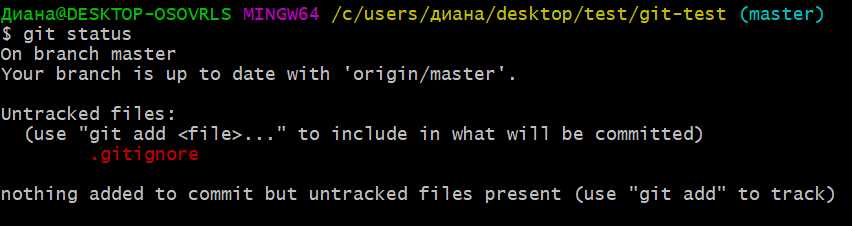 Диана@DESKTOP-OSOVRLS MINGW64 /c/users/диана/desktop/test/git-test (master)
$ git status
On branch master
Your branch is up to date with 'origin/master'.
Untracked files:
(use "git add <file>..." to include in what will be committed)
.gitignore
nothing added to commit but untracked files present (use "git add" to track)